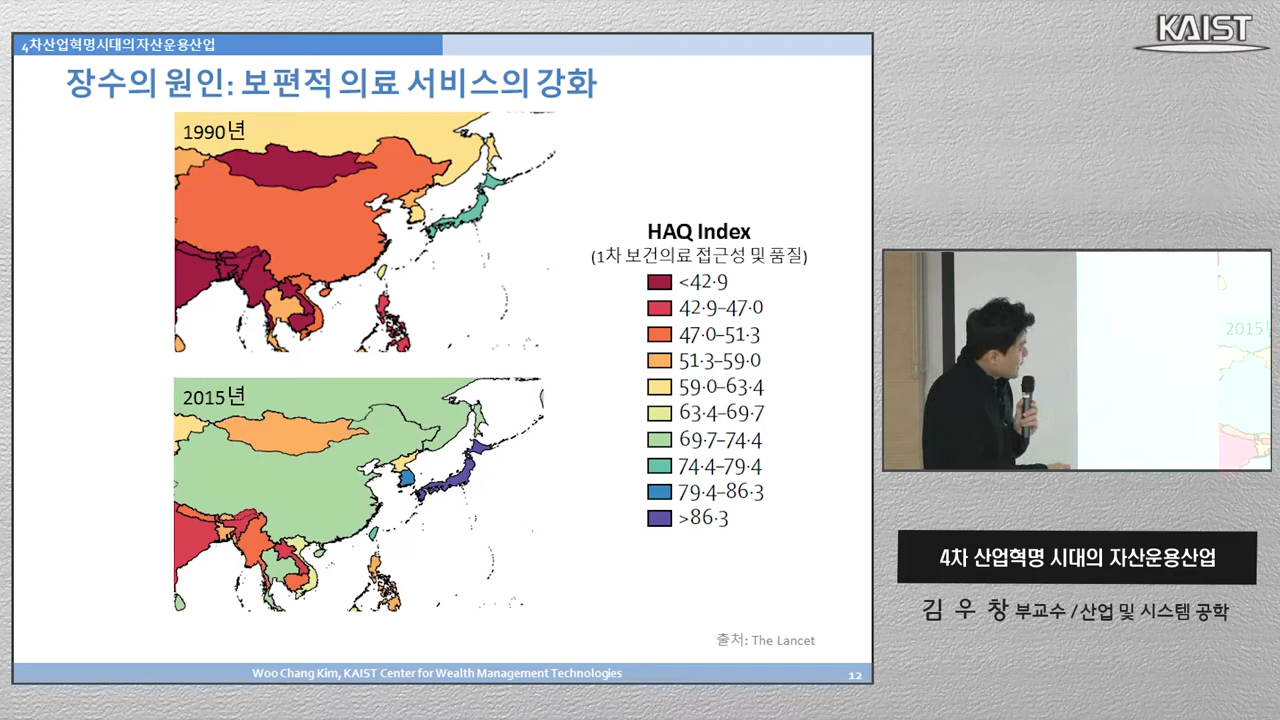 KAIST
4차산업혁명시대의자산운용산업
장수의 원인: 보편적 의료 서비스의 강화
1990년
HAQ Index
(1차 보건의료 접근성 및 품질)
<42·9
42·9–47·0
47·0–51·3
51·3–59·0
59·0–63·4
63·4–69·7
69·7–74·4
74·4–79·4
79·4–86·3
>86·3
2015년
출처: The Lancet
Woo Chang Kim, KAIST Center for Wealth Management Technologies
12
2015년
4차 산업혁명 시대의 자산운용산업
김 우 창 부교수 / 산업 및 시스템 공학